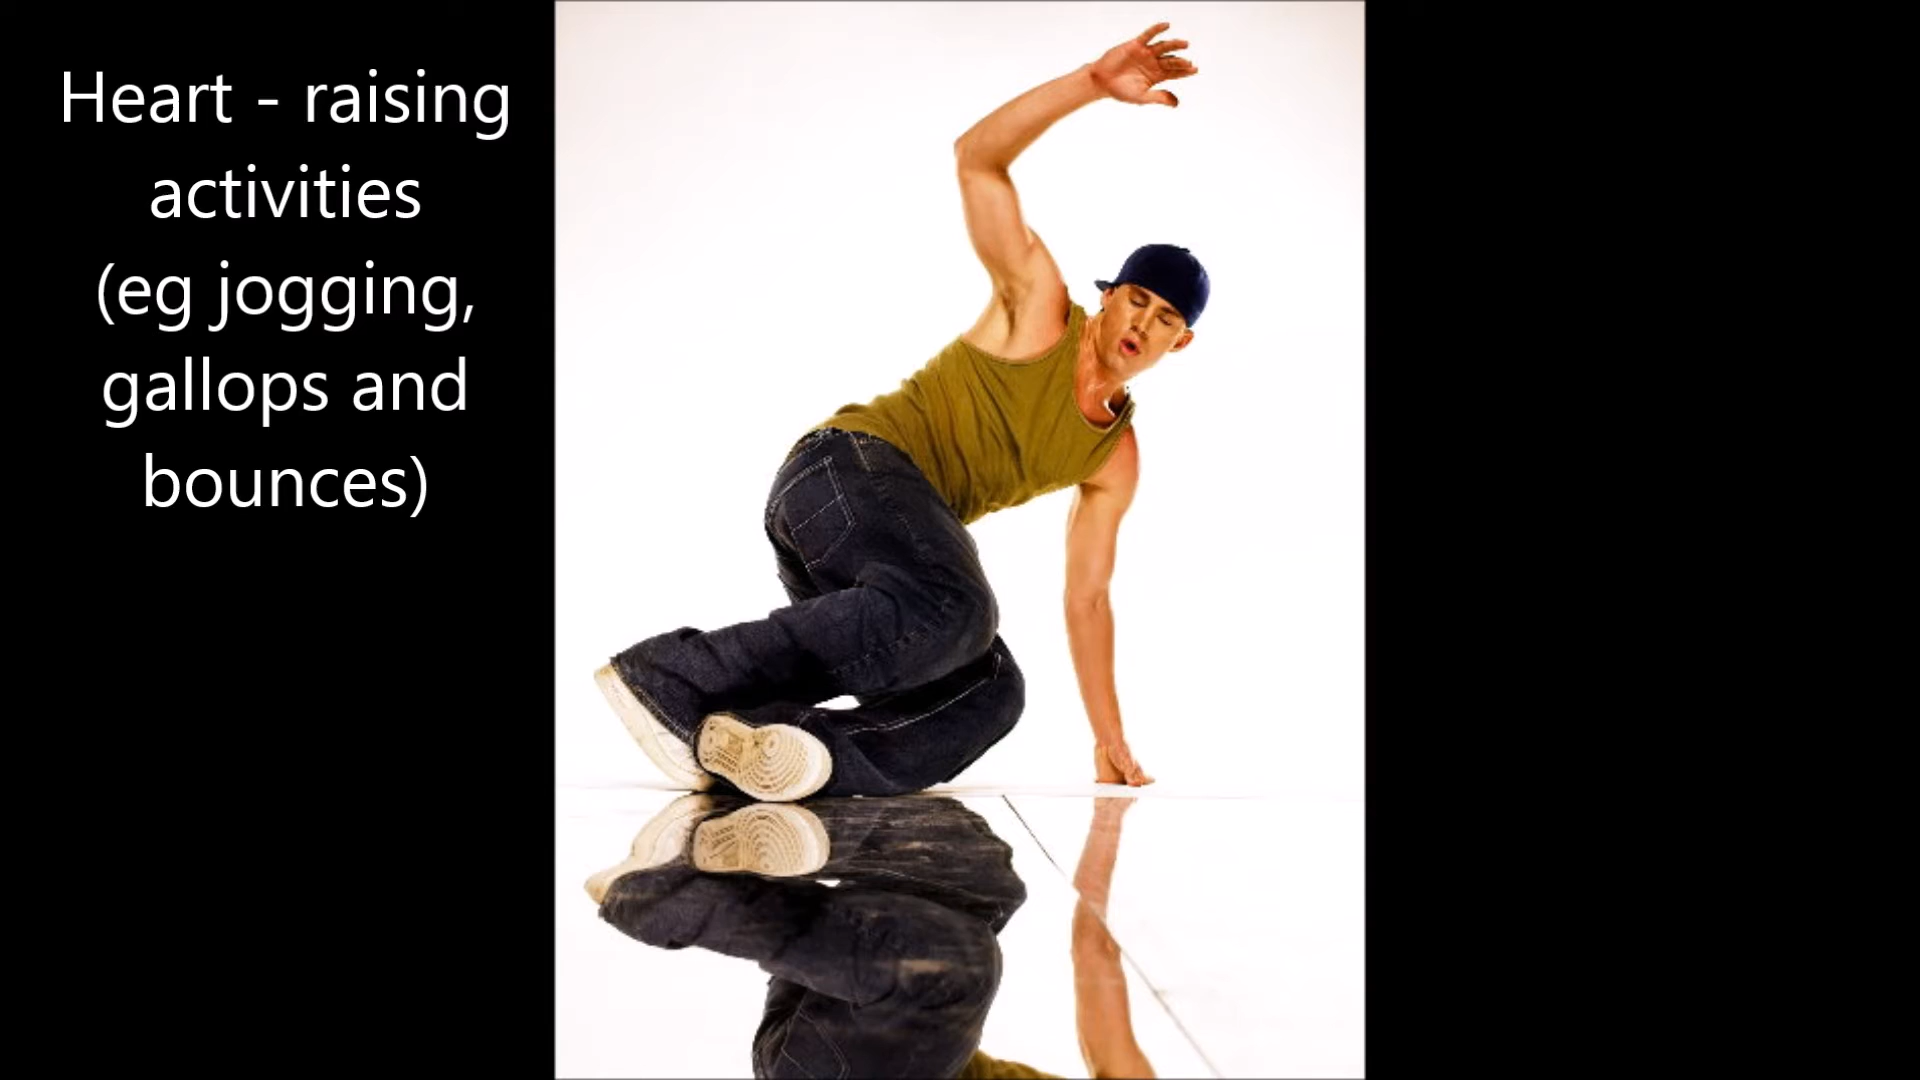 Heart - raising
activities
(eg jogging,
gallops and
bounces)